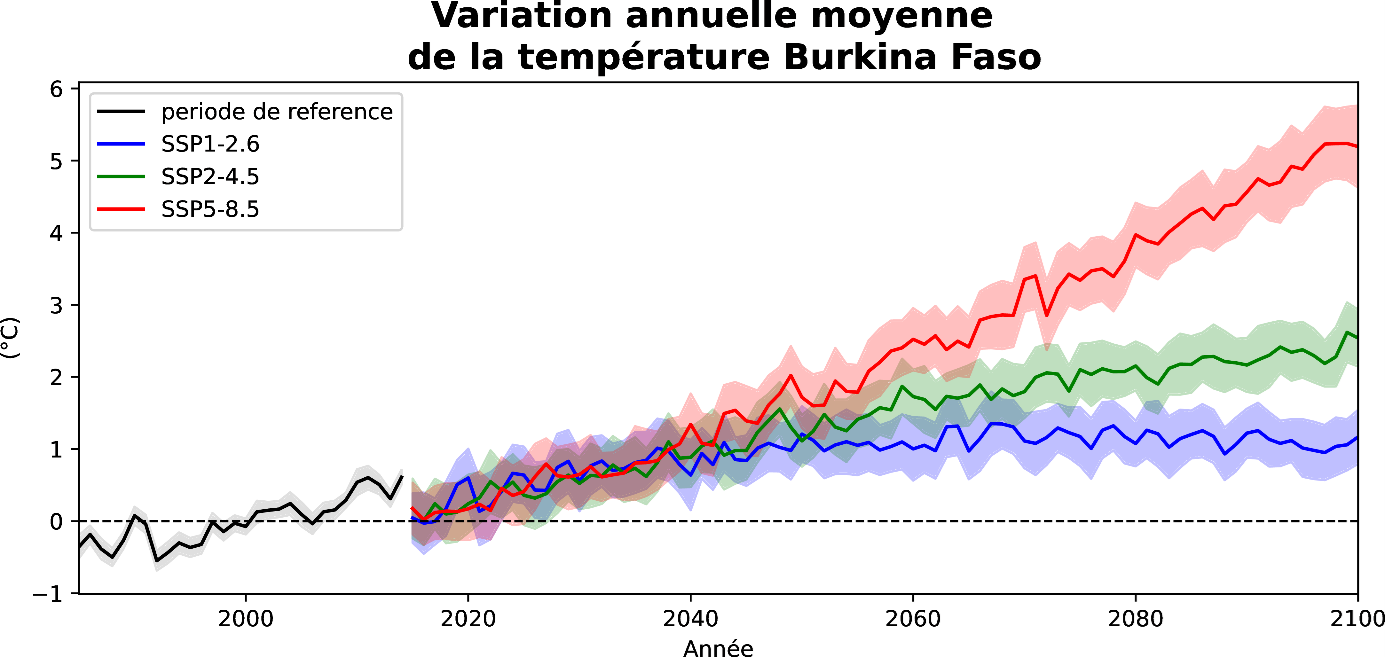 Variation annuelle moyenne
de la température Burkina Faso
6
5
4
3
2
1
0
−1
(°C)
periode de reference
SSP1-2.6
SSP2-4.5
SSP5-8.5
2000
2020
2040
2060
2080
2100
Année